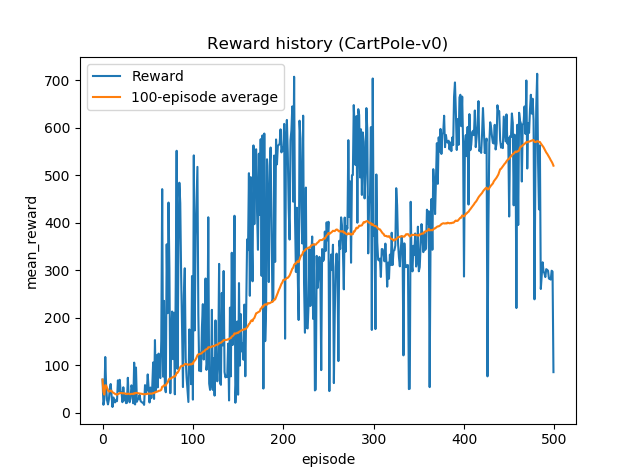 Reward history (CartPole-v0)
Reward
100-episode average
mean_reward
700
600
500
400
300
200
100
0
0 100 200 300 400 500
episode